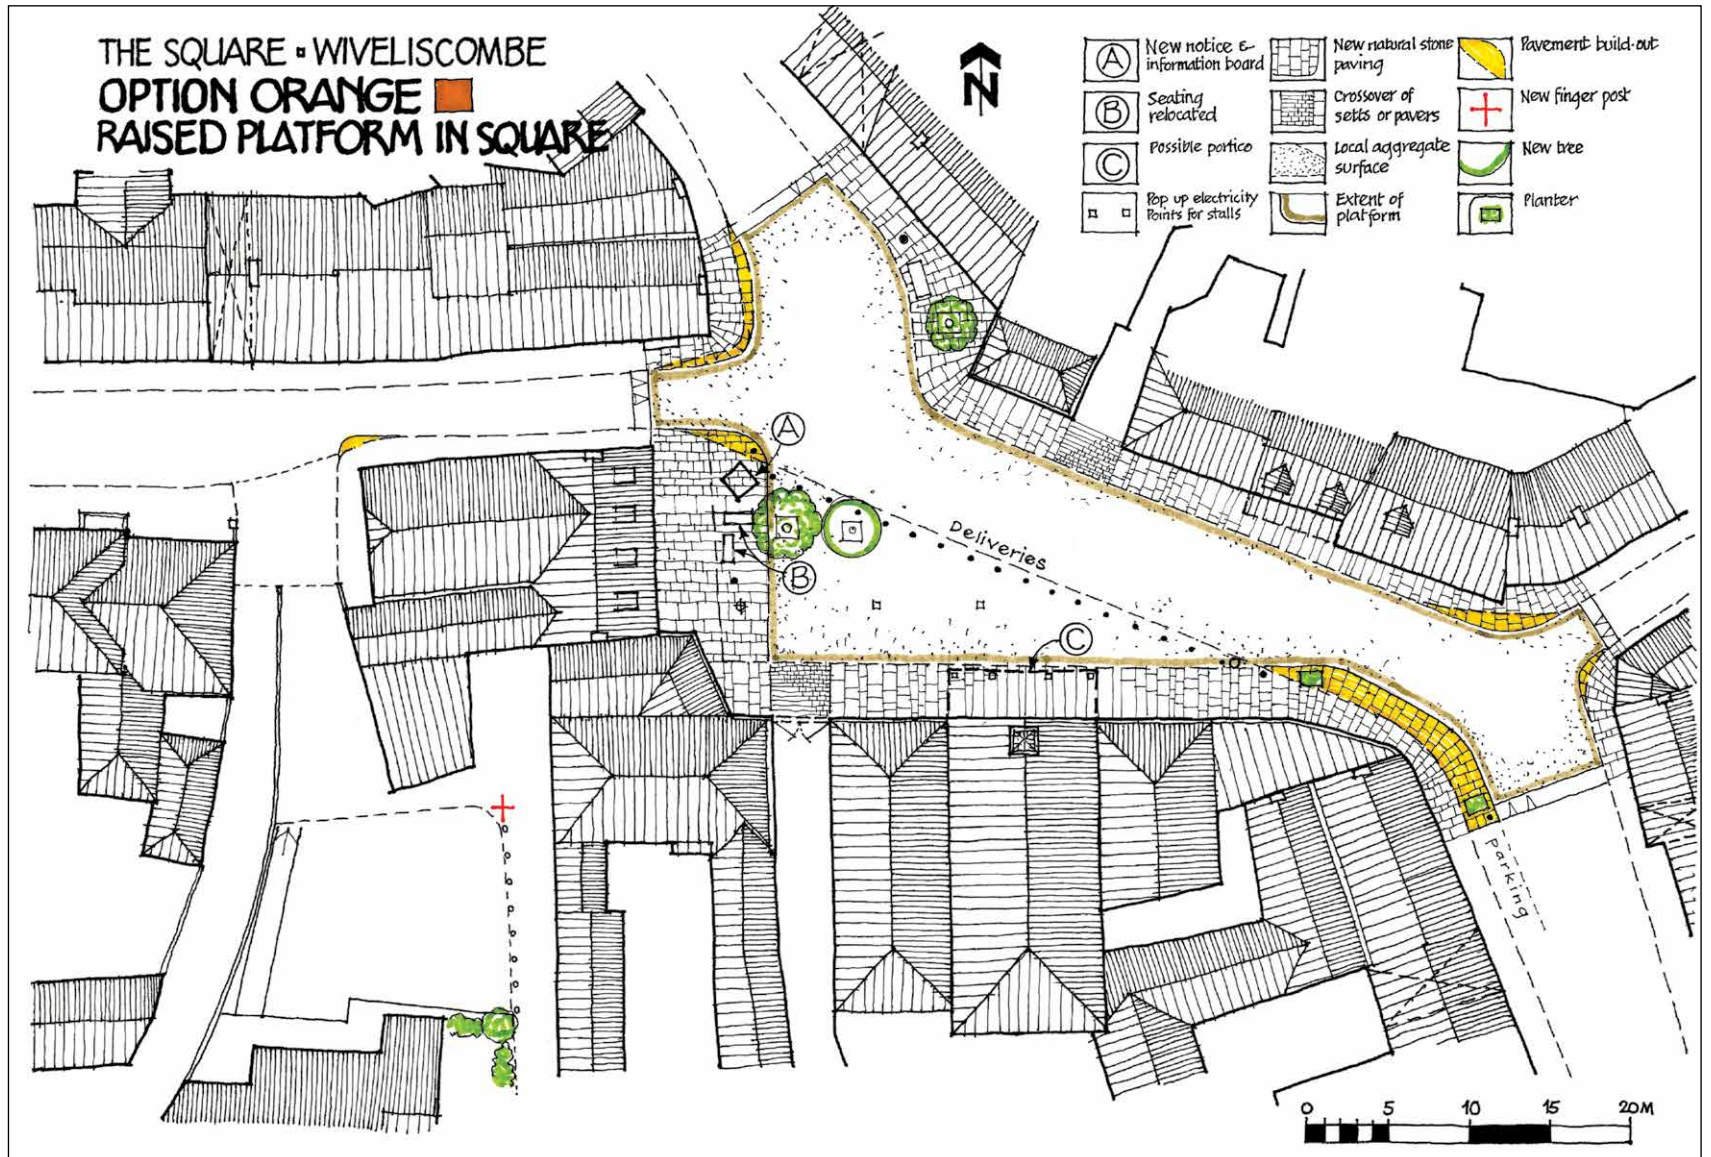 THE SQUARE ▫ WIVELISCOMBE
OPTION ORANGE
RAISED PLATFORM IN SQUARE
N
A
New notice &
information board
B
Seating
relocated
C
Possible portico
Pop up electricity
Points for stalls
New natural stone
paving
Crossover of
setts or pavers
Local aggregate
surface
Extent of
platform
Pavement build-out
New finger post
New tree
Planter
A
B
Deliveries
C
Parking
0 5 10 15 20M